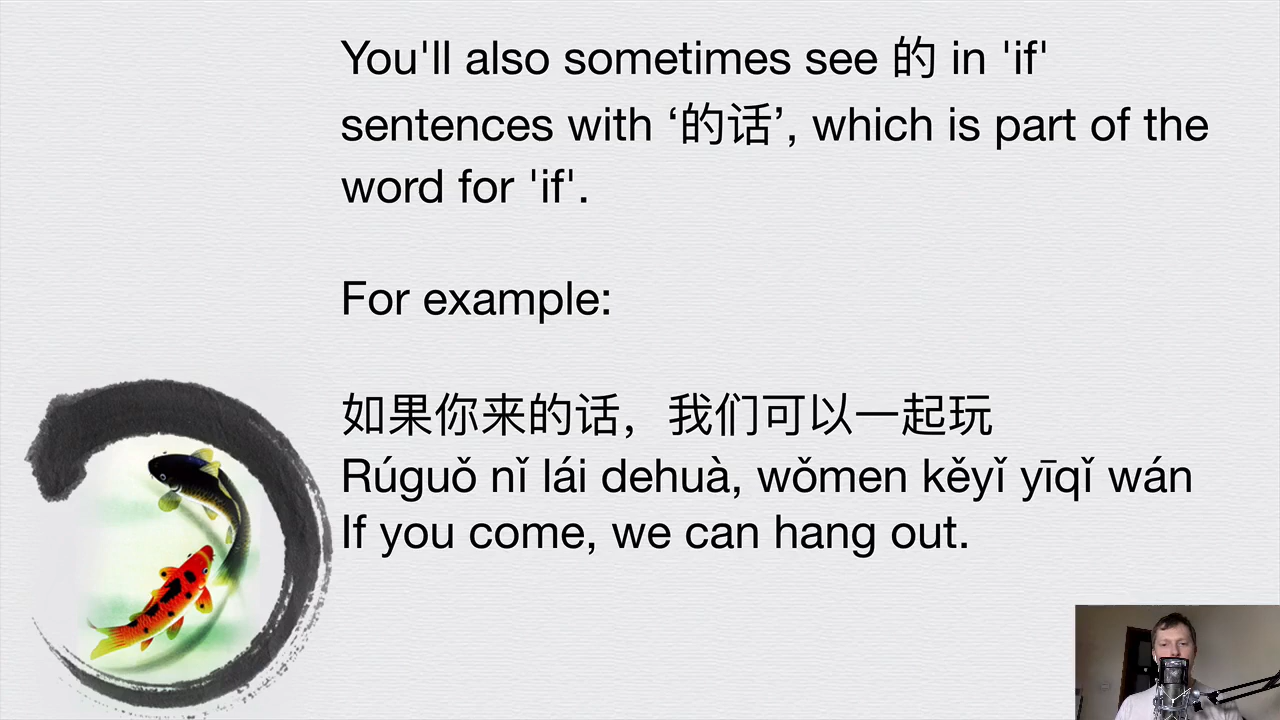 You'll also sometimes see 的 in 'if'
sentences with ‘的话’, which is part of the
word for 'if'.
For example:
如果你来的话，我们可以一起玩
Rúguǒ nǐ lái dehuà, wǒmen kěyǐ yīqǐ wán
If you come, we can hang out.